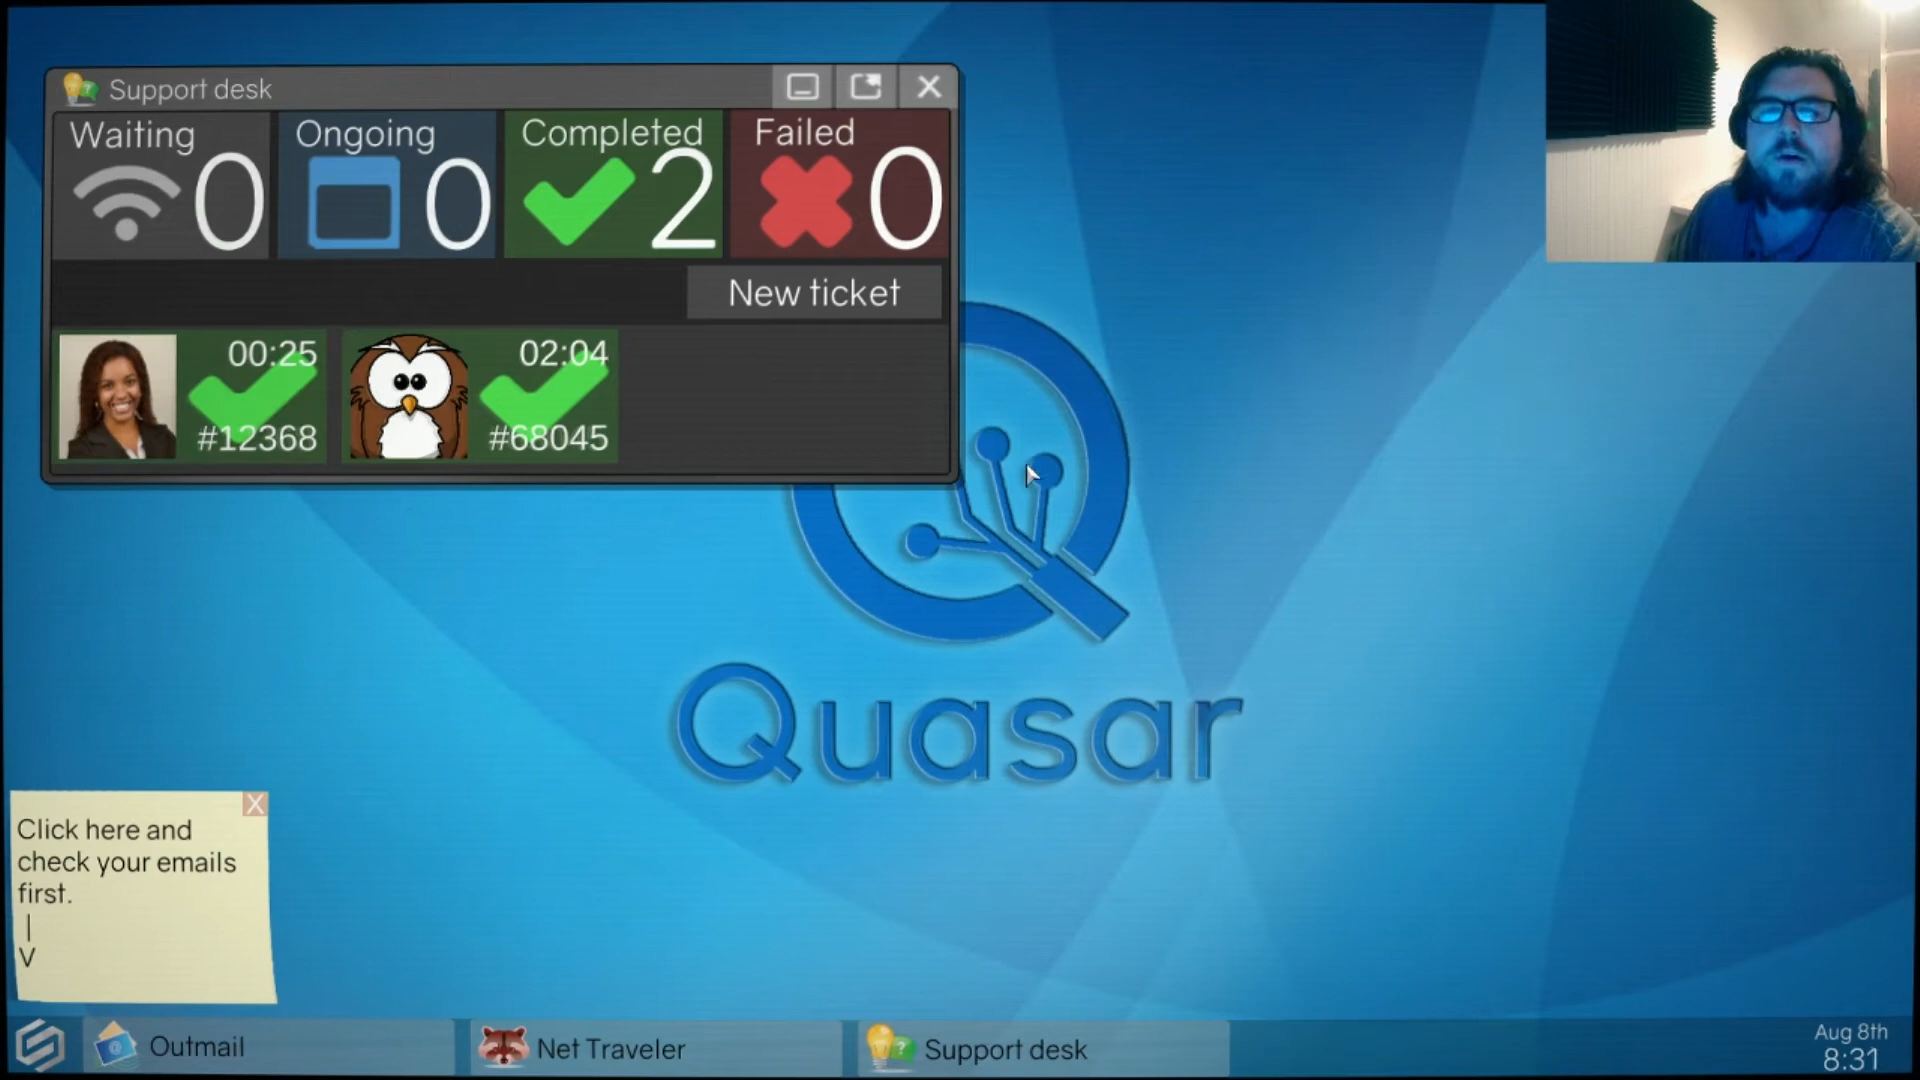 Support desk
Waiting
0
Ongoing
0
Completed
2
Failed
0
New ticket
00:25
#12368
02:04
#68045
Quasar
X
Click here and
check your emails
first.
|
V
Outmail
Net Traveler
Support desk
Aug 8th
8:31